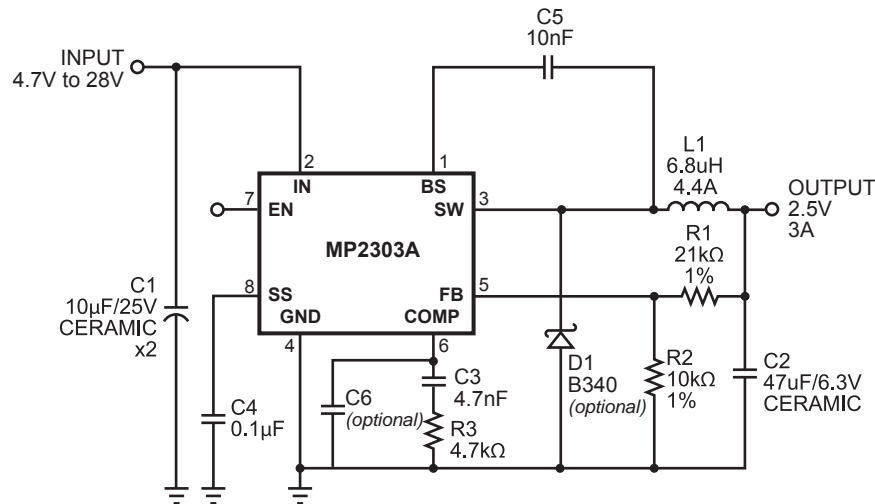 C5
10nF
INPUT
4.7V to 28V
L1
6.8uH
4.4A
2
1
IN
BS
7
EN
SW
3
OUTPUT
2.5V
3A
MP2303A
R1
21kΩ
1%
C1
10μF/25V
CERAMIC
x2
8
SS
FB
5
GND
COMP
4
6
D1
B340
(optional)
R2
10kΩ
1%
C2
47uF/6.3V
CERAMIC
C3
4.7nF
C6
(optional)
C4
0.1μF
R3
4.7kΩ